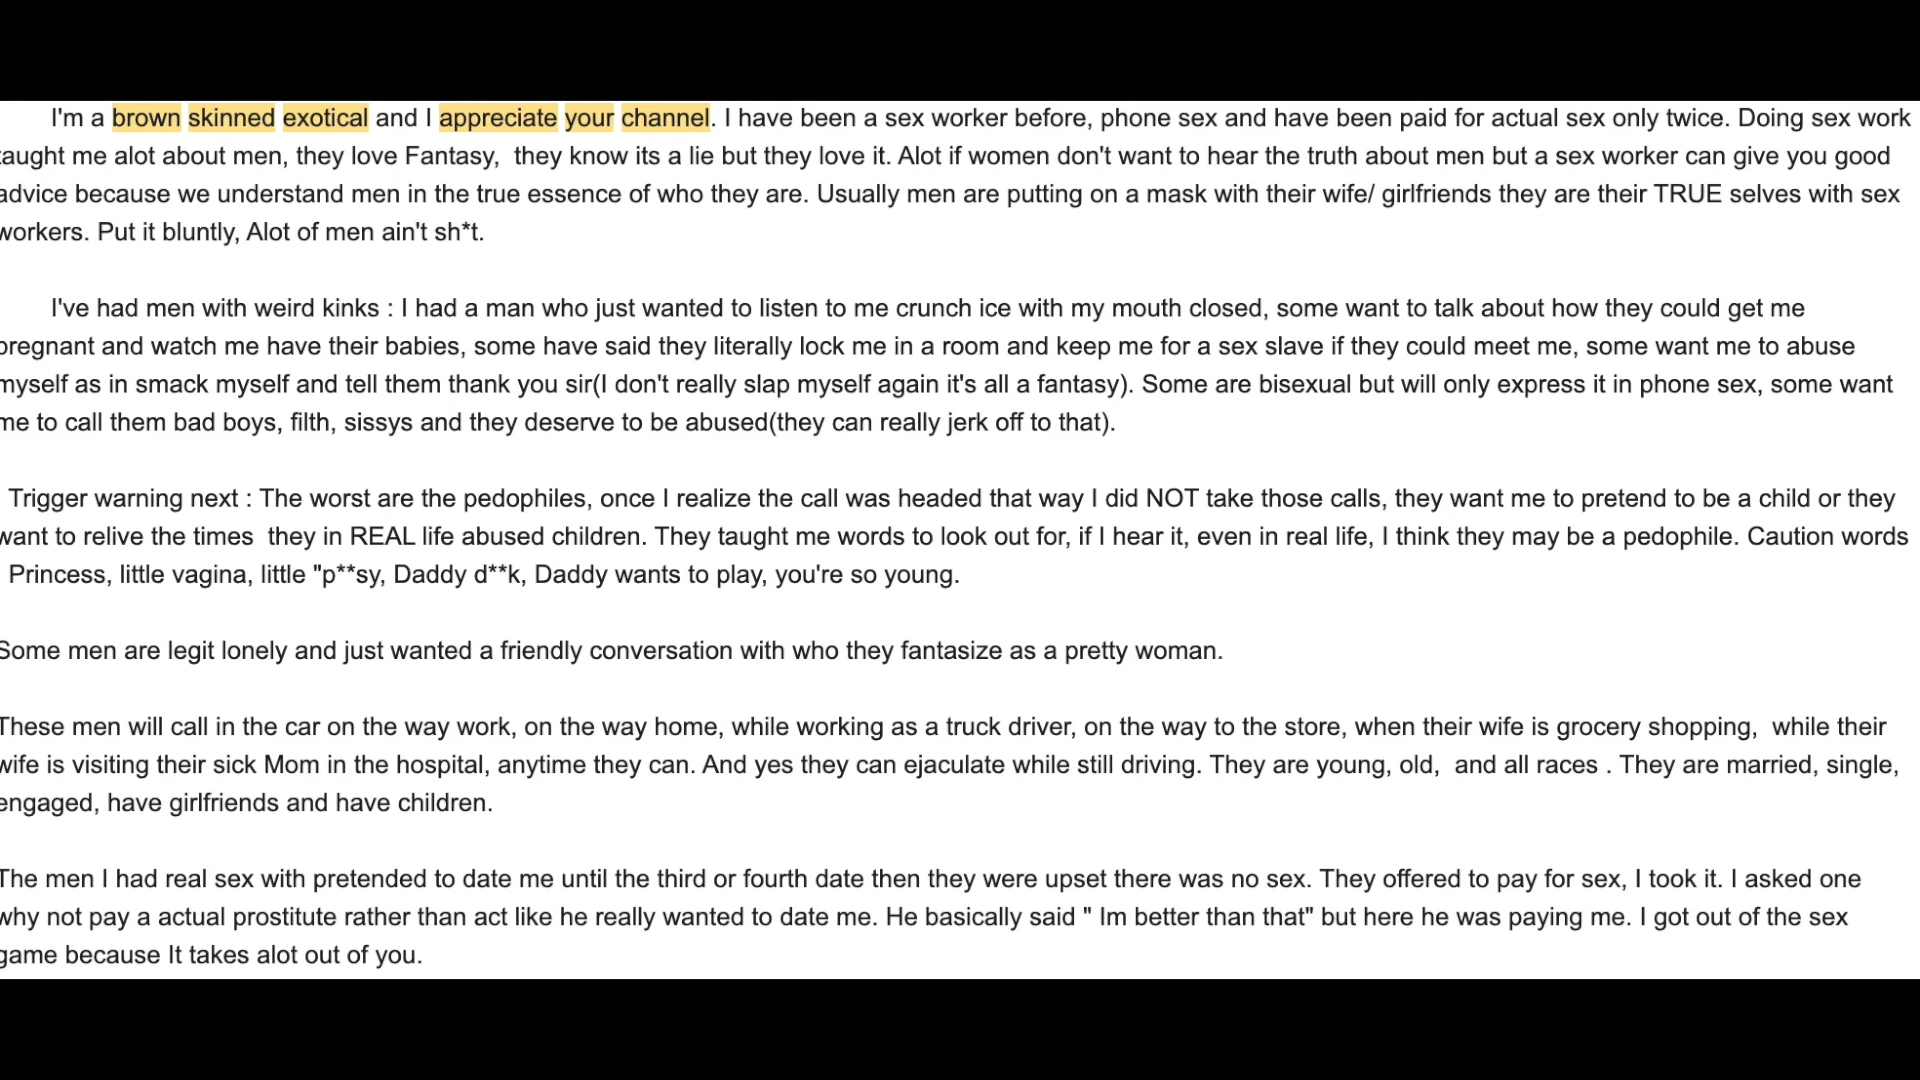 I'm a brown skinned exotical and I appreciate your channel. I have been a sex worker before, phone sex and have been paid for actual sex only twice. Doing sex work
taught me alot about men, they love Fantasy, they know its a lie but they love it. Alot if women don't want to hear the truth about men but a sex worker can give you good
advice because we understand men in the true essence of who they are. Usually men are putting on a mask with their wife/ girlfriends they are their TRUE selves with sex
workers. Put it bluntly, Alot of men ain't sh*t.
I've had men with weird kinks : I had a man who just wanted to listen to me crunch ice with my mouth closed, some want to talk about how they could get me
pregnant and watch me have their babies, some have said they literally lock me in a room and keep me for a sex slave if they could meet me, some want me to abuse
myself as in smack myself and tell them thank you sir(I don't really slap myself again it's all a fantasy). Some are bisexual but will only express it in phone sex, some want
me to call them bad boys, filth, sissys and they deserve to be abused(they can really jerk off to that).
Trigger warning next : The worst are the pedophiles, once I realize the call was headed that way I did NOT take those calls, they want me to pretend to be a child or they
want to relive the times they in REAL life abused children. They taught me words to look out for, if I hear it, even in real life, I think they may be a pedophile. Caution words
Princess, little vagina, little "p**sy, Daddy d**k, Daddy wants to play, you're so young.
Some men are legit lonely and just wanted a friendly conversation with who they fantasize as a pretty woman.
These men will call in the car on the way work, on the way home, while working as a truck driver, on the way to the store, when their wife is grocery shopping, while their
wife is visiting their sick Mom in the hospital, anytime they can. And yes they can ejaculate while still driving. They are young, old, and all races . They are married, single,
engaged, have girlfriends and have children.
The men I had real sex with pretended to date me until the third or fourth date then they were upset there was no sex. They offered to pay for sex, I took it. I asked one
why not pay a actual prostitute rather than act like he really wanted to date me. He basically said " Im better than that" but here he was paying me. I got out of the sex
game because It takes alot out of you.